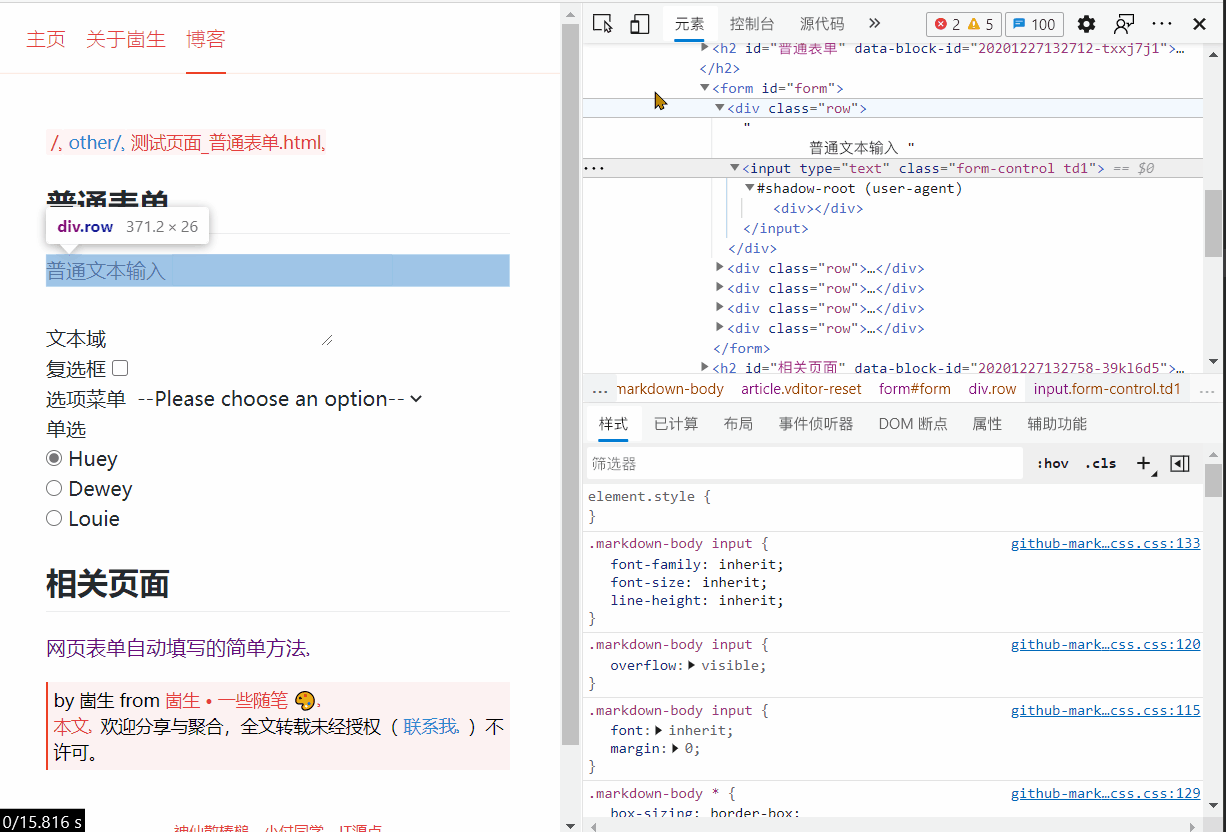 主页 关于崮生 博客
/, other/, 测试页面_普通表单.html,
普通表单
div.row 371.2 × 26
普通文本输入
文本域
复选框
选项菜单 --Please choose an option--
单选
Huey
Dewey
Louie
相关页面
网页表单自动填写的简单方法,
by 崮生 from 崮生 • 一些随笔 🎨,
本文, 欢迎分享与聚合，全文转载未经授权（ 联系我, ）不
许可。
神仙散棒槌 小付同学 IT源点
0/15.816 s
元素 控制台 源代码 » 2 5 100
<h2 id="普通表单" data-block-id="20201227132712-txxj7j1">…
</h2>
<form id="form">
<div class="row">
"
普通文本输入 "
... <input type="text" class="form-control td1"> == $0
#shadow-root (user-agent)
<div></div>
</input>
</div>
<div class="row">…</div>
<div class="row">…</div>
<div class="row">…</div>
<div class="row">…</div>
</form>
<h2 id="相关页面" data-block-id="20201227132758-39kl6d5">…
... markdown-body article.vditor-reset form#form div.row input.form-control.td1 ...
样式 已计算 布局 事件侦听器 DOM 断点 属性 辅助功能
筛选器 :hov .cls +
element.style {
}
.markdown-body input { github-mark…css.css:133
font-family: inherit;
font-size: inherit;
line-height: inherit;
}
.markdown-body input { github-mark…css.css:120
overflow: visible;
}
.markdown-body input { github-mark…css.css:115
font: inherit;
margin: 0;
}
.markdown-body * { github-mark…css.css:129
box-sizing: border-box;